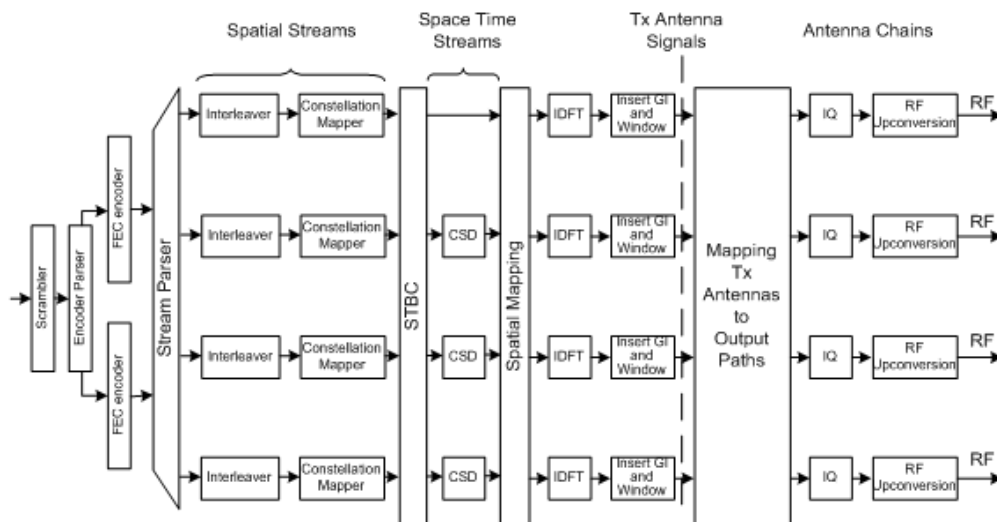 Spatial Streams
Space Time
Streams
Tx Antenna
Signals
Antenna Chains
Scrambler
Encoder Parser
FEC encoder
FEC encoder
Stream Parser
Interleaver
Constellation
Mapper
STBC
Spatial Mapping
IDFT
Insert GI
and
Window
Mapping
Tx
Antennas
to
Output
Paths
IQ
RF
Upconversion
RF
Interleaver
Constellation
Mapper
CSD
IDFT
Insert GI
and
Window
IQ
RF
Upconversion
RF
Interleaver
Constellation
Mapper
CSD
IDFT
Insert GI
and
Window
IQ
RF
Upconversion
RF
Interleaver
Constellation
Mapper
CSD
IDFT
Insert GI
and
Window
IQ
RF
Upconversion
RF